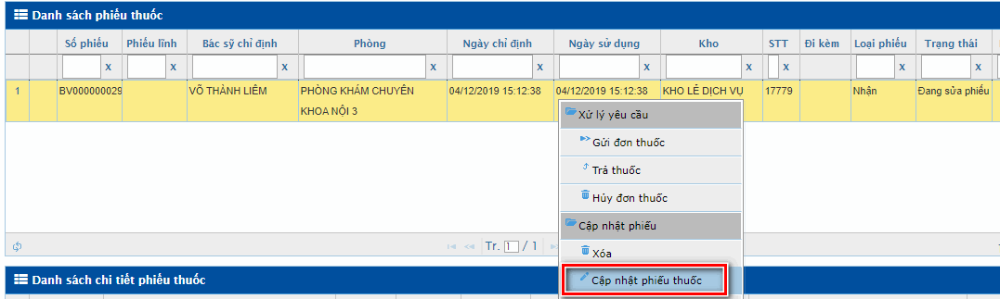 Danh sách phiếu thuốc
Số phiếu Phiếu lĩnh Bác sỹ chỉ định Phòng Ngày chỉ định Ngày sử dụng Kho STT Đi kèm Loại phiếu Trạng thái
x x x x x x x x x x
1 BV000000029 VÕ THÀNH LIÊM PHÒNG KHÁM CHUYÊN 04/12/2019 15:12:38 04/12/2019 15:12:38 KHO LẺ DỊCH VỤ 17779 Nhận Đang sửa phiếu
KHOA NỘI 3
Xử lý yêu cầu
Gửi đơn thuốc
Trả thuốc
Hủy đơn thuốc
Cập nhật phiếu
Tr. 1 / 1
Xóa
Danh sách chi tiết phiếu thuốc
Cập nhật phiếu thuốc